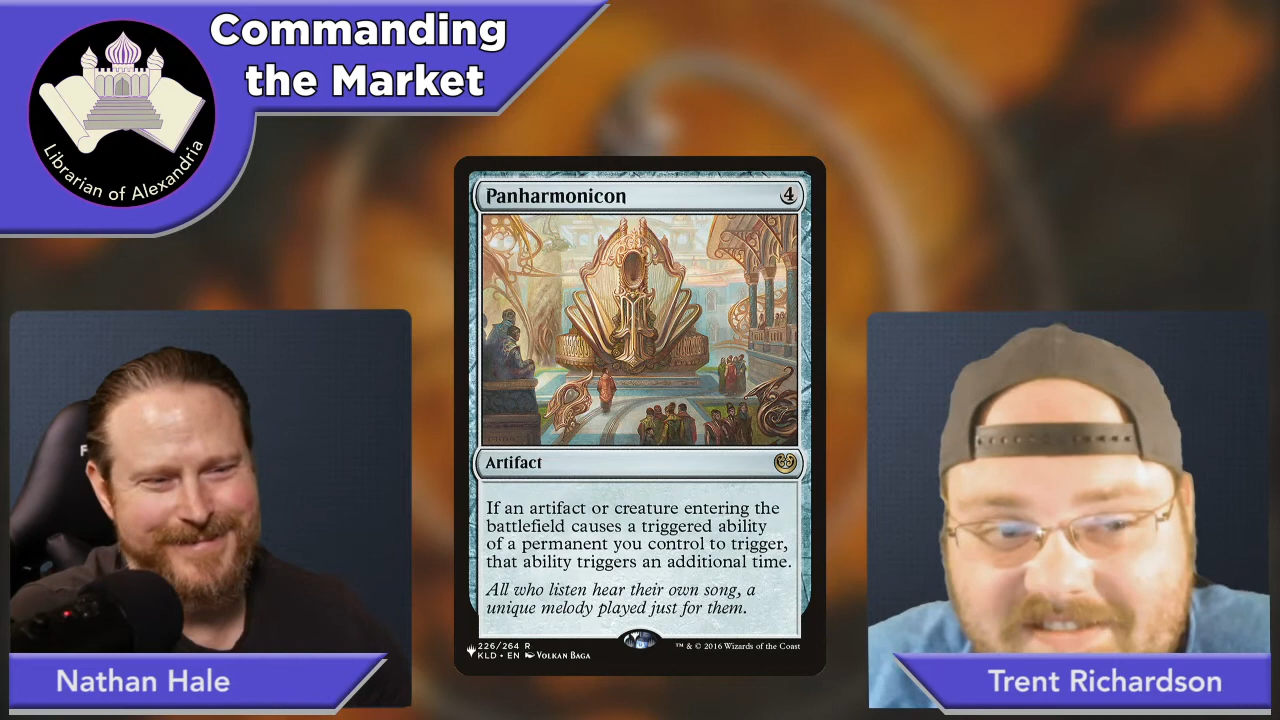 Commanding
the Market
Librarian of Alexandria
Panharmonicon 4
Artifact
If an artifact or creature entering the
battlefield causes a triggered ability
of a permanent you control to trigger,
that ability triggers an additional time.
All who listen hear their own song, a
unique melody played just for them.
226/264 R
KLD • EN Volkan Baga
™ & © 2016 Wizards of the Coast
Nathan Hale
Trent Richardson